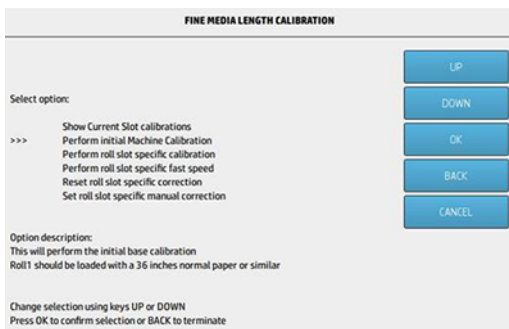 FINE MEDIA LENGTH CALIBRATION
UP
Select option:
DOWN
Show Current Slot calibrations
>>> Perform initial Machine Calibration
OK
Perform roll slot specific calibration
Perform roll slot specific fast speed
BACK
Reset roll slot specific correction
Set roll slot specific manual correction
CANCEL
Option description:
This will perform the initial base calibration
Roll1 should be loaded with a 36 inches normal paper or similar
Change selection using keys UP or DOWN
Press OK to confirm selection or BACK to terminate